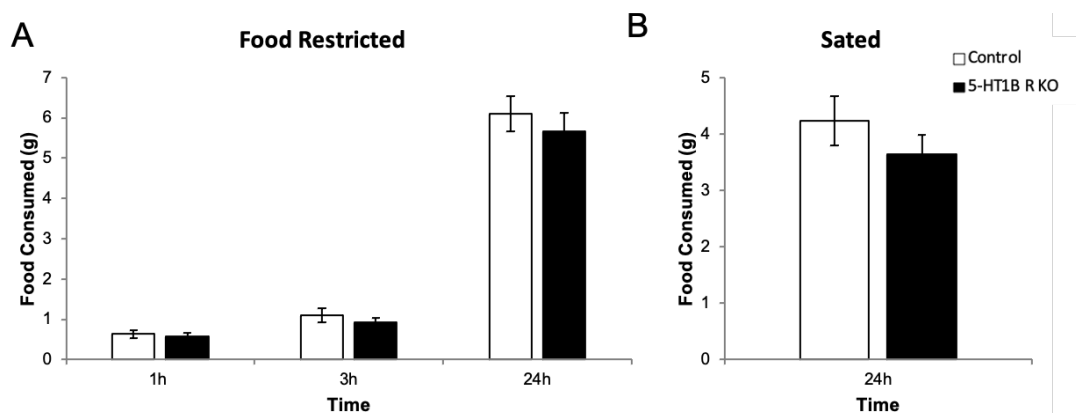 A
Food Restricted
Food Consumed (g)
7
6
5
4
3
2
1
0
1h
3h
24h
Time
B
Sated
Control
5-HT1B R KO
Food Consumed (g)
5
4
3
2
1
0
24h
Time